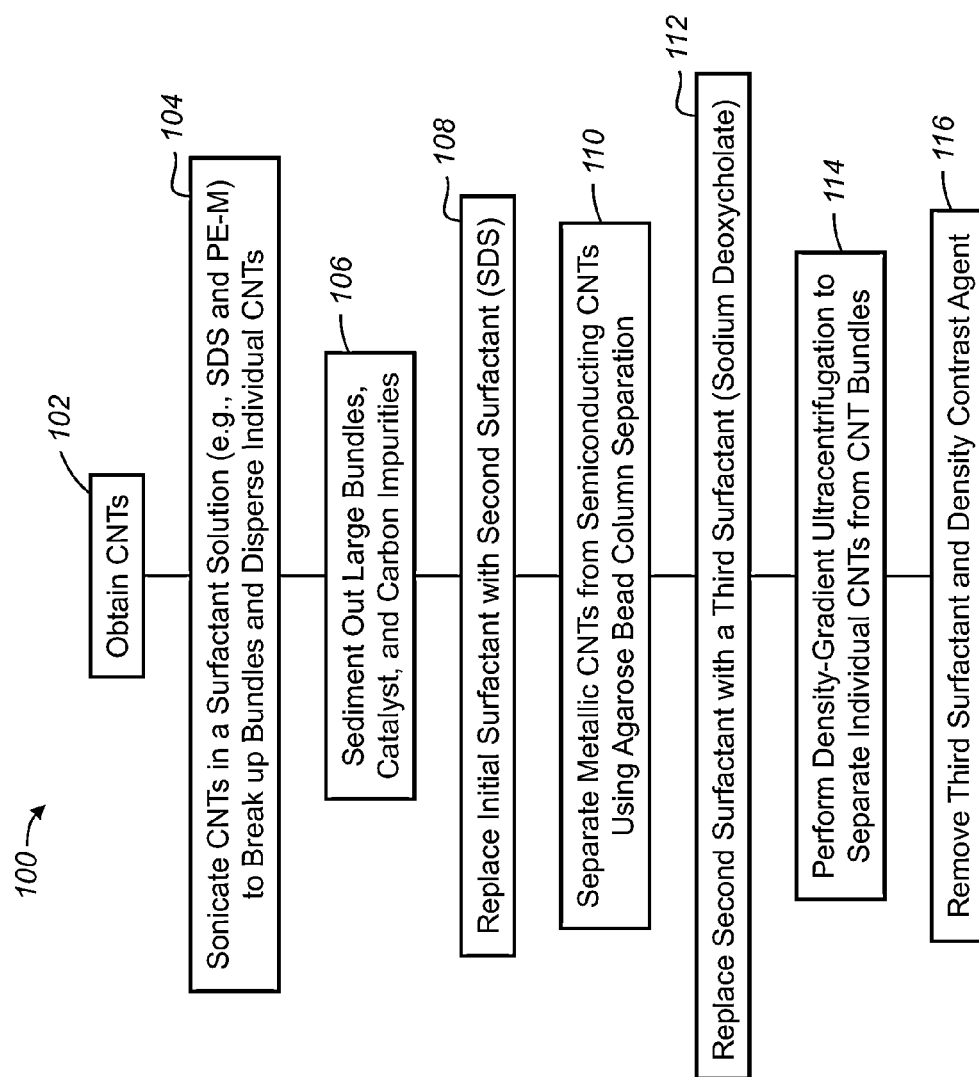 100
102
Obtain CNTs
104
Sonicate CNTs in a Surfactant Solution (e.g., SDS and PE-M)
to Break up Bundles and Disperse Individual CNTs
106
Sediment Out Large Bundles,
Catalyst, and Carbon Impurities
108
Replace Initial Surfactant with Second Surfactant (SDS)
110
Separate Metallic CNTs from Semiconducting CNTs
Using Agarose Bead Column Separation
112
Replace Second Surfactant with a Third Surfactant (Sodium Deoxycholate)
114
Perform Density-Gradient Ultracentrifugation to
Separate Individual CNTs from CNT Bundles
116
Remove Third Surfactant and Density Contrast Agent